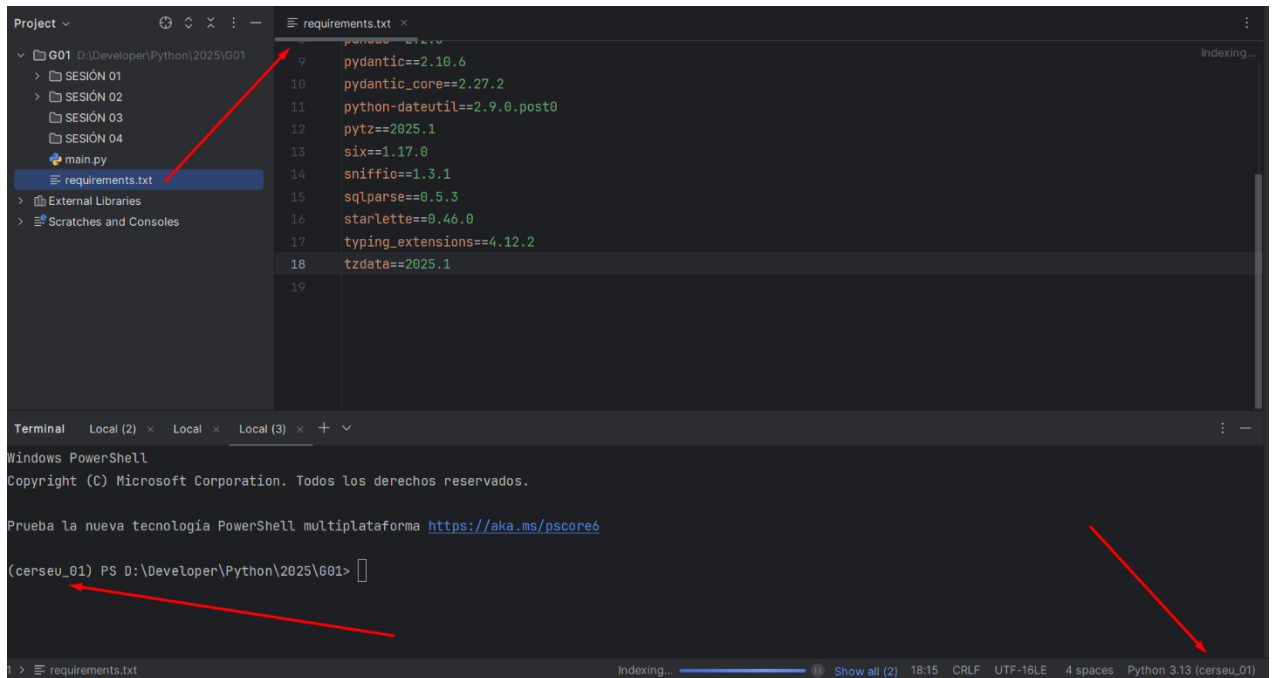 Project
requirements.txt
G01 D:\Developer\Python\2025\G01
SESIÓN 01
SESIÓN 02
SESIÓN 03
SESIÓN 04
main.py
requirements.txt
External Libraries
Scratches and Consoles
Indexing...
9 pydantic==2.10.6
10 pydantic_core==2.27.2
11 python-dateutil==2.9.0.post0
12 pytz==2025.1
13 six==1.17.0
14 sniffio==1.3.1
15 sqlparse==0.5.3
16 starlette==0.46.0
17 typing_extensions==4.12.2
18 tzdata==2025.1
19
Terminal Local (2) × Local × Local (3) × +
Windows PowerShell
Copyright (C) Microsoft Corporation. Todos los derechos reservados.
Prueba la nueva tecnología PowerShell multiplataforma https://aka.ms/pscore6
(cerseu_01) PS D:\Developer\Python\2025\G01>
1 > requirements.txt Indexing... Show all (2) 18:15 CRLF UTF-16LE 4 spaces Python 3.13 (cerseu_01)